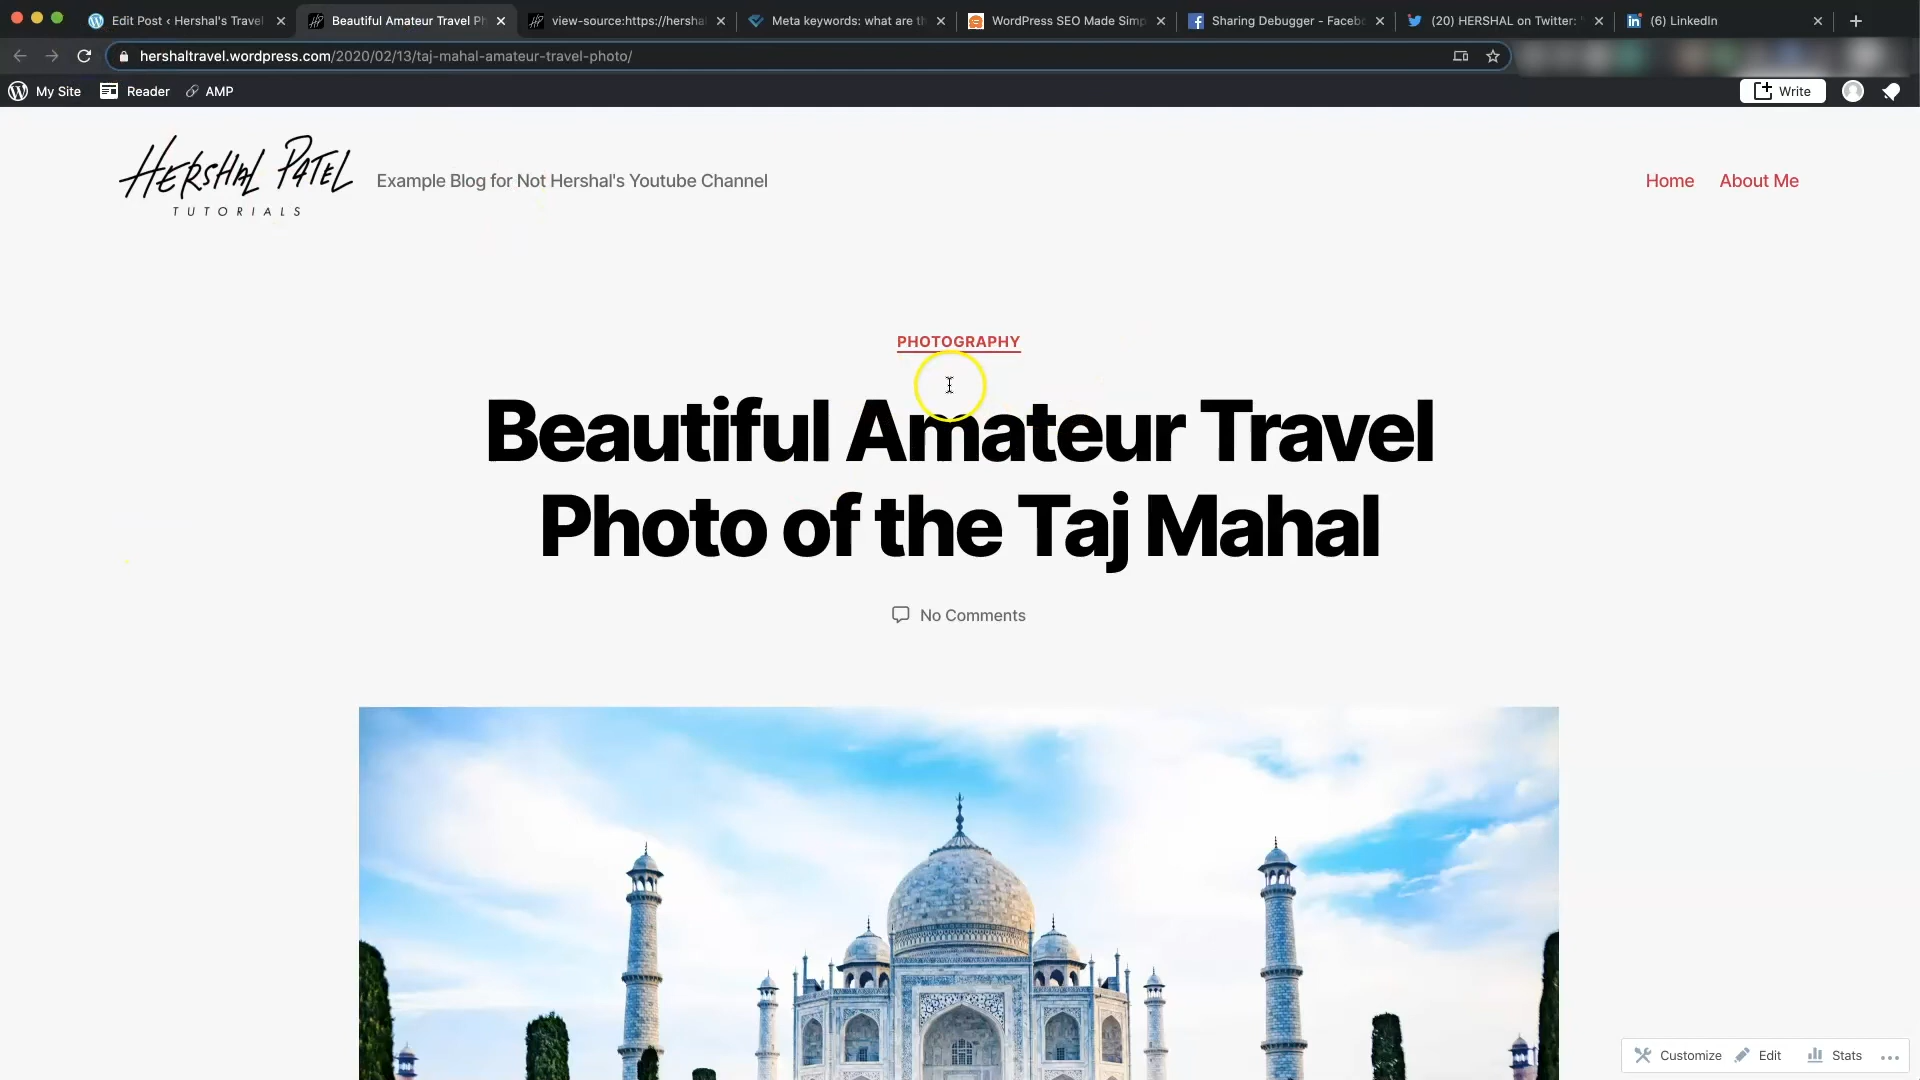 Edit Post ‹ Hershal's Travel
Beautiful Amateur Travel Ph
view-source:https://hershal
Meta keywords: what are th
WordPress SEO Made Simp
Sharing Debugger - Facebo
(20) HERSHAL on Twitter: "
(6) LinkedIn
hershaltravel.wordpress.com/2020/02/13/taj-mahal-amateur-travel-photo/
My Site
Reader
AMP
Write
HERSHAL PATEL
TUTORIALS
Example Blog for Not Hershal's Youtube Channel
Home
About Me
PHOTOGRAPHY
Beautiful Amateur Travel
Photo of the Taj Mahal
No Comments
Customize
Edit
Stats